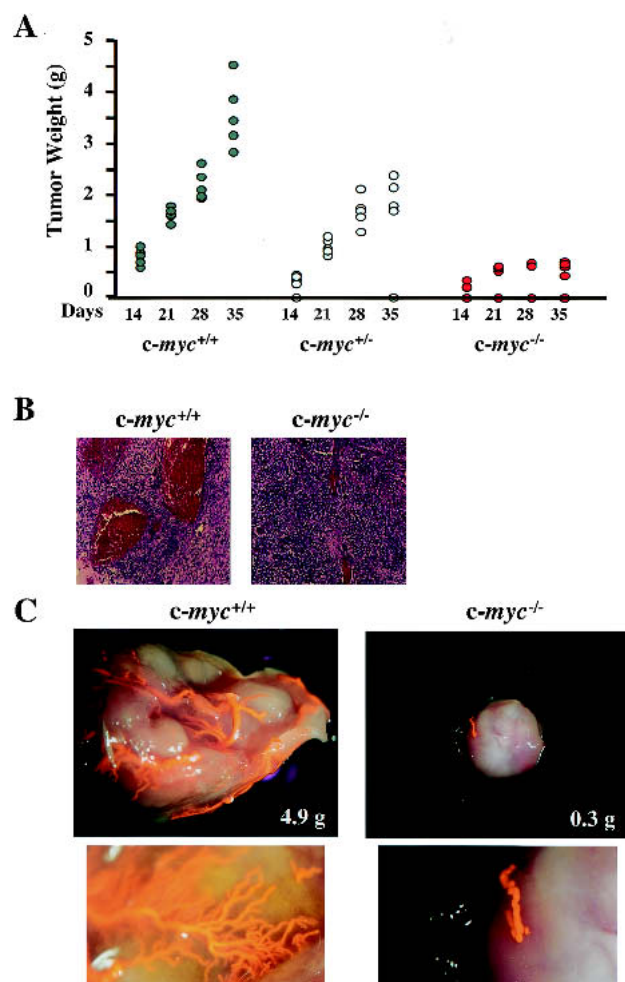 A
Tumor Weight (g)
5
4
3
2
1
0
Days 14 21 28 35 14 21 28 35 14 21 28 35
c-myc+/+ c-myc+/- c-myc-/-
B
c-myc+/+ c-myc-/-
C
c-myc+/+ c-myc-/-
4.9 g 0.3 g